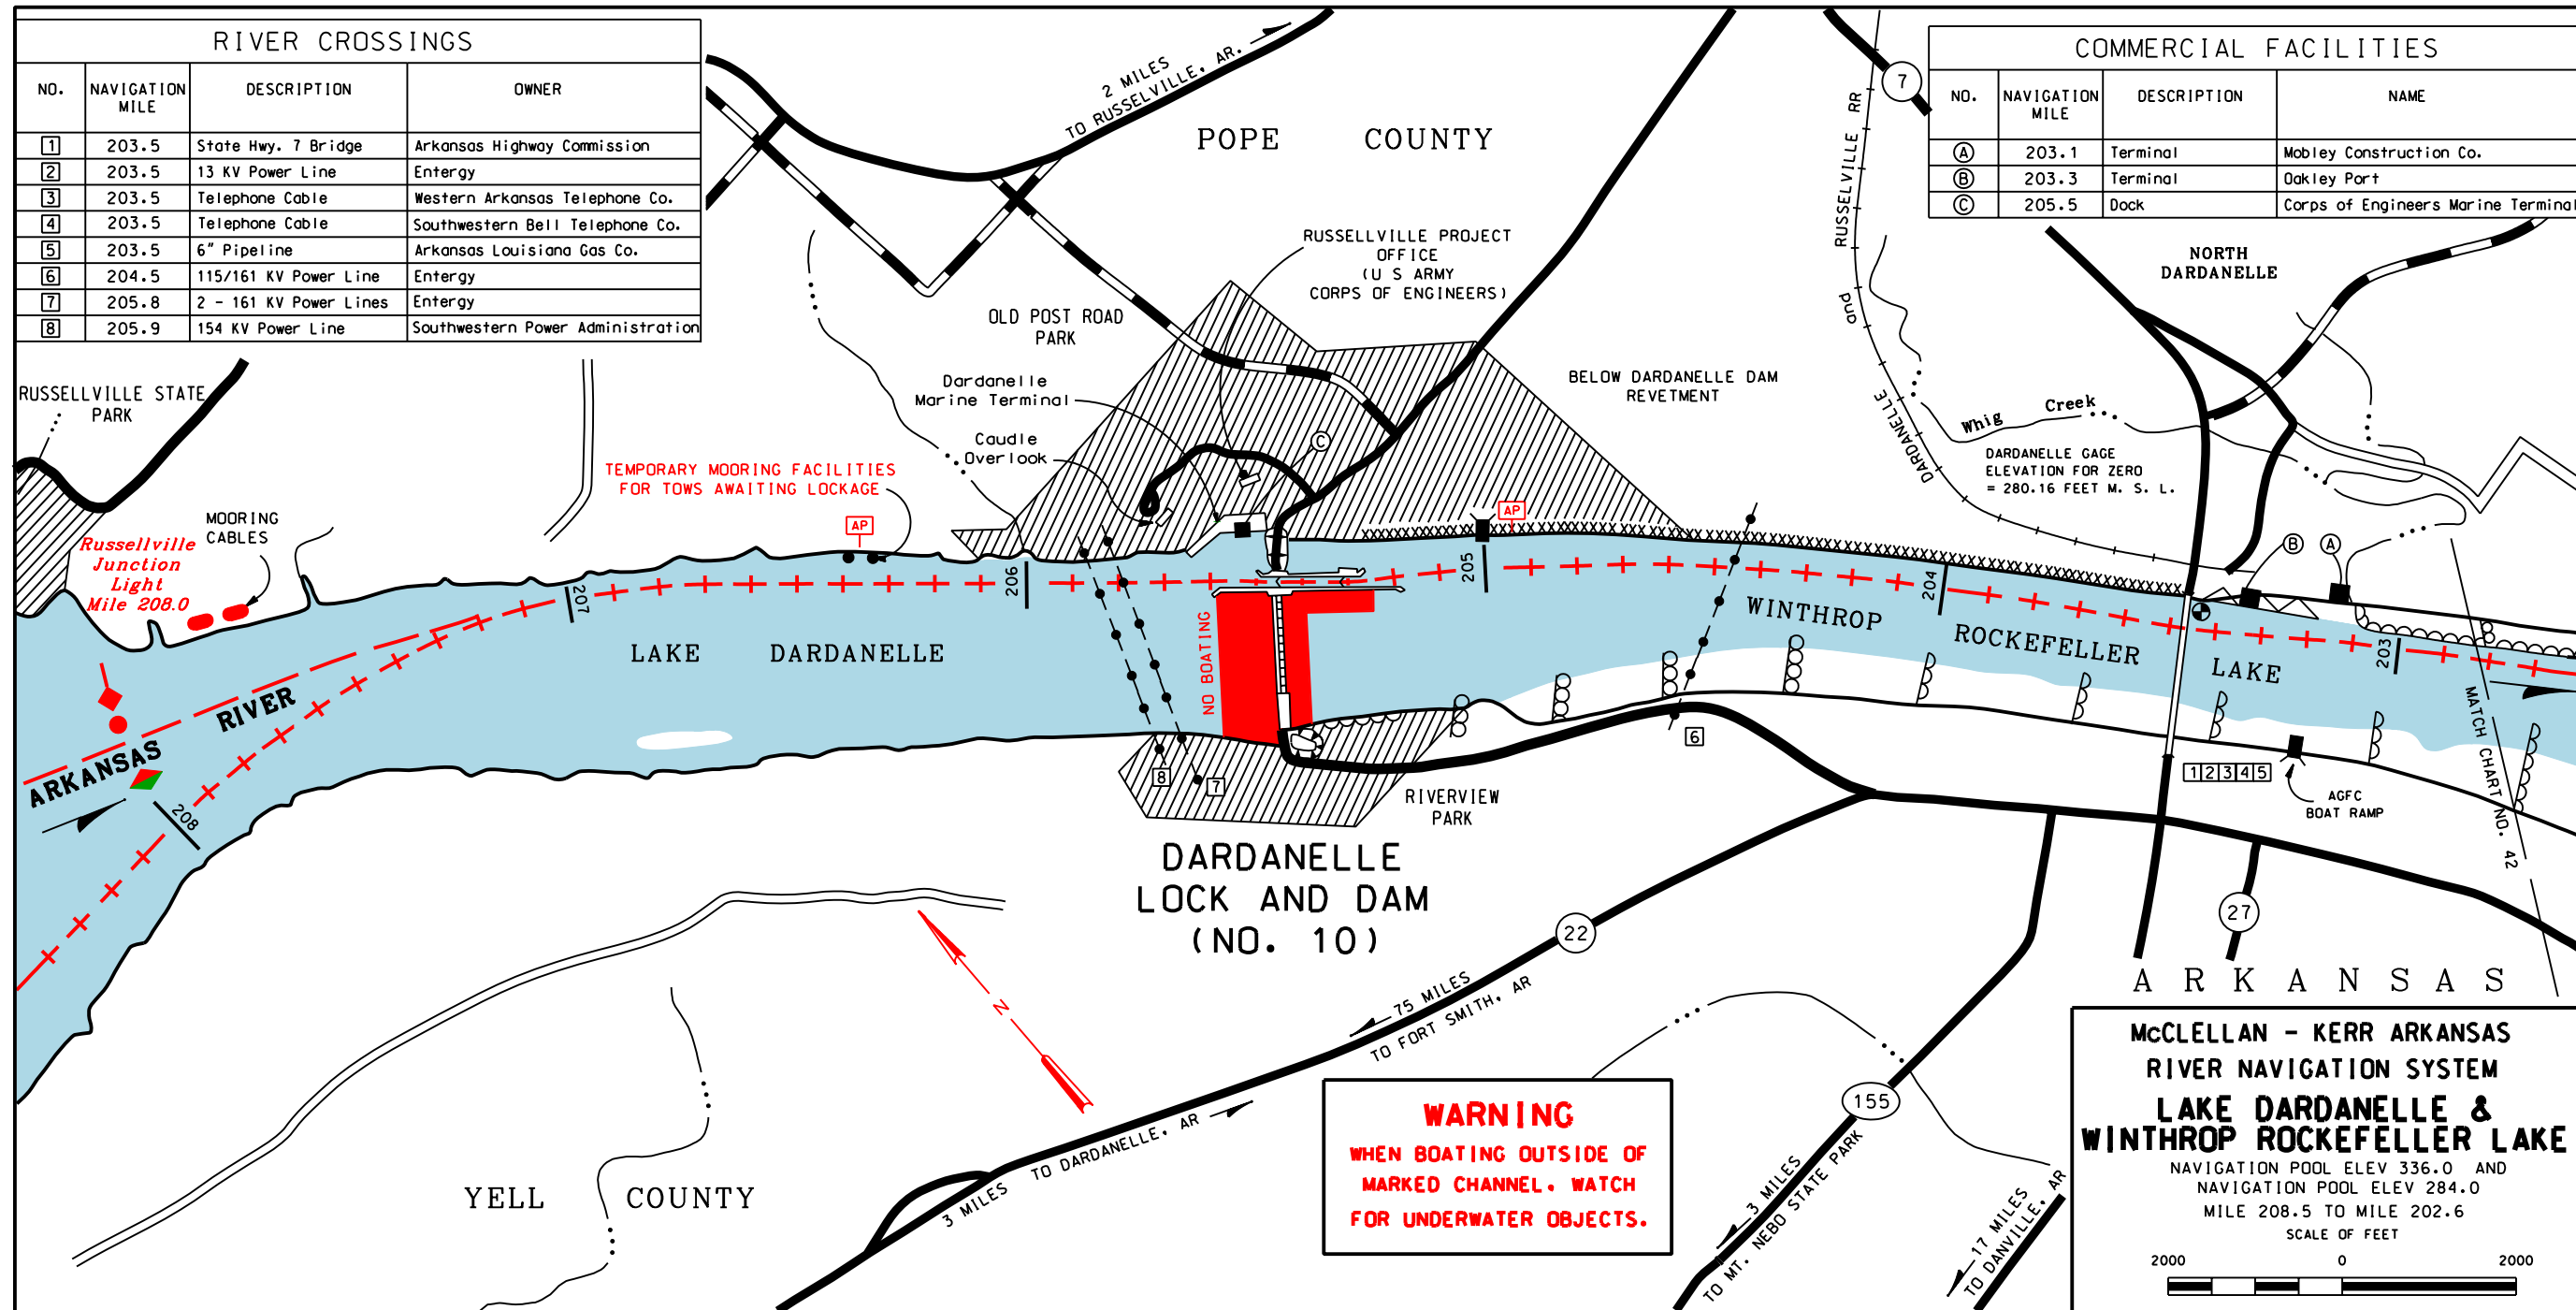 RIVER CROSSINGS
NO. NAVIGATION MILE DESCRIPTION OWNER
1 203.5 State Hwy. 7 Bridge Arkansas Highway Commission
2 203.5 13 KV Power Line Entergy
3 203.5 Telephone Cable Western Arkansas Telephone Co.
4 203.5 Telephone Cable Southwestern Bell Telephone Co.
5 203.5 6" Pipeline Arkansas Louisiana Gas Co.
6 204.5 115/161 KV Power Line Entergy
7 205.8 2 - 161 KV Power Lines Entergy
8 205.9 154 KV Power Line Southwestern Power Administration
COMMERCIAL FACILITIES
NO. NAVIGATION MILE DESCRIPTION NAME
A 203.1 Terminal Mobley Construction Co.
B 203.3 Terminal Oakley Port
C 205.5 Dock Corps of Engineers Marine Terminal
2 MILES
TO RUSSELVILLE, AR.
POPE COUNTY
7
RUSSELVILLE RR
and
DARDANELLE
NORTH
DARDANELLE
RUSSELLVILLE PROJECT
OFFICE
(U S ARMY
CORPS OF ENGINEERS)
OLD POST ROAD
PARK
Dardanelle
Marine Terminal
Caudle
Overlook
C
BELOW DARDANELLE DAM
REVETMENT
Whig Creek
DARDANELLE GAGE
ELEVATION FOR ZERO
= 280.16 FEET M. S. L.
RUSSELLVILLE STATE
PARK
TEMPORARY MOORING FACILITIES
FOR TOWS AWAITING LOCKAGE
AP
AP
MOORING
CABLES
Russellville
Junction
Light
Mile 208.0
207
206
205
204
203
208
B
A
LAKE DARDANELLE
NO BOATING
WINTHROP ROCKEFELLER LAKE
ARKANSAS RIVER
MATCH CHART NO. 42
8
7
6
1 2 3 4 5
AGFC
BOAT RAMP
RIVERVIEW
PARK
DARDANELLE
LOCK AND DAM
(NO. 10)
22
27
75 MILES
TO FORT SMITH, AR
N
ARKANSAS
155
3 MILES
TO DARDANELLE, AR
YELL COUNTY
3 MILES
TO MT. NEBO STATE PARK
17 MILES
TO DANVILLE, AR
WARNING
WHEN BOATING OUTSIDE OF
MARKED CHANNEL, WATCH
FOR UNDERWATER OBJECTS.
McCLELLAN - KERR ARKANSAS
RIVER NAVIGATION SYSTEM
LAKE DARDANELLE &
WINTHROP ROCKEFELLER LAKE
NAVIGATION POOL ELEV 336.0 AND
NAVIGATION POOL ELEV 284.0
MILE 208.5 TO MILE 202.6
SCALE OF FEET
2000 0 2000